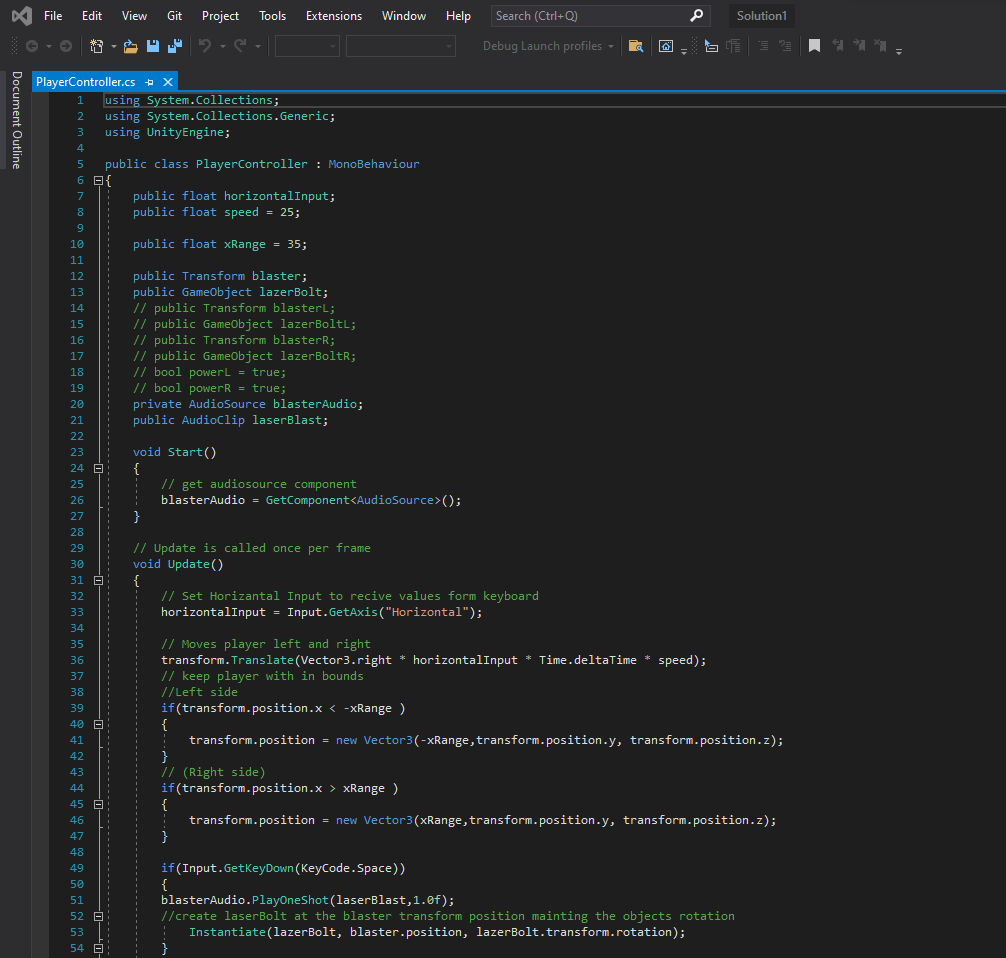 File Edit View Git Project Tools Extensions Window Help Search (Ctrl+Q) Solution1
Debug Launch profiles
Document Outline
PlayerController.cs
1 using System.Collections;
2 using System.Collections.Generic;
3 using UnityEngine;
4
5 public class PlayerController : MonoBehaviour
6 {
7 public float horizontalInput;
8 public float speed = 25;
9
10 public float xRange = 35;
11
12 public Transform blaster;
13 public GameObject lazerBolt;
14 // public Transform blasterL;
15 // public GameObject lazerBoltL;
16 // public Transform blasterR;
17 // public GameObject lazerBoltR;
18 // bool powerL = true;
19 // bool powerR = true;
20 private AudioSource blasterAudio;
21 public AudioClip laserBlast;
22
23 void Start()
24 {
25 // get audiosource component
26 blasterAudio = GetComponent<AudioSource>();
27 }
28
29 // Update is called once per frame
30 void Update()
31 {
32 // Set Horizantal Input to recive values form keyboard
33 horizontalInput = Input.GetAxis("Horizontal");
34
35 // Moves player left and right
36 transform.Translate(Vector3.right * horizontalInput * Time.deltaTime * speed);
37 // keep player with in bounds
38 //Left side
39 if(transform.position.x < -xRange )
40 {
41 transform.position = new Vector3(-xRange,transform.position.y, transform.position.z);
42 }
43 // (Right side)
44 if(transform.position.x > xRange )
45 {
46 transform.position = new Vector3(xRange,transform.position.y, transform.position.z);
47 }
48
49 if(Input.GetKeyDown(KeyCode.Space))
50 {
51 blasterAudio.PlayOneShot(laserBlast,1.0f);
52 //create laserBolt at the blaster transform position mainting the objects rotation
53 Instantiate(lazerBolt, blaster.position, lazerBolt.transform.rotation);
54 }